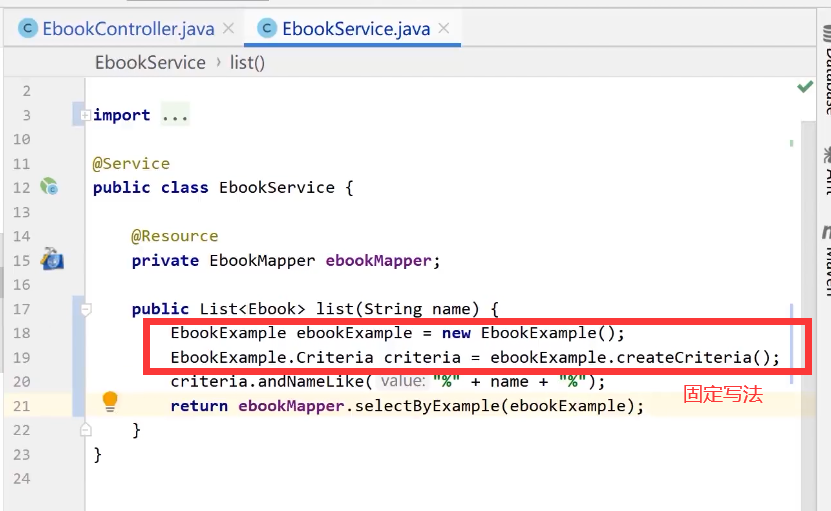 EbookController.java
EbookService.java
EbookService › list()
2
3 import ...
10
11 @Service
12 public class EbookService {
13
14 @Resource
15 private EbookMapper ebookMapper;
16
17 public List<Ebook> list(String name) {
18 EbookExample ebookExample = new EbookExample();
19 EbookExample.Criteria criteria = ebookExample.createCriteria();
20 criteria.andNameLike( value: "%" + name + "%");
21 return ebookMapper.selectByExample(ebookExample);
固定写法
22 }
23 }
24
Database
Ant
Maven